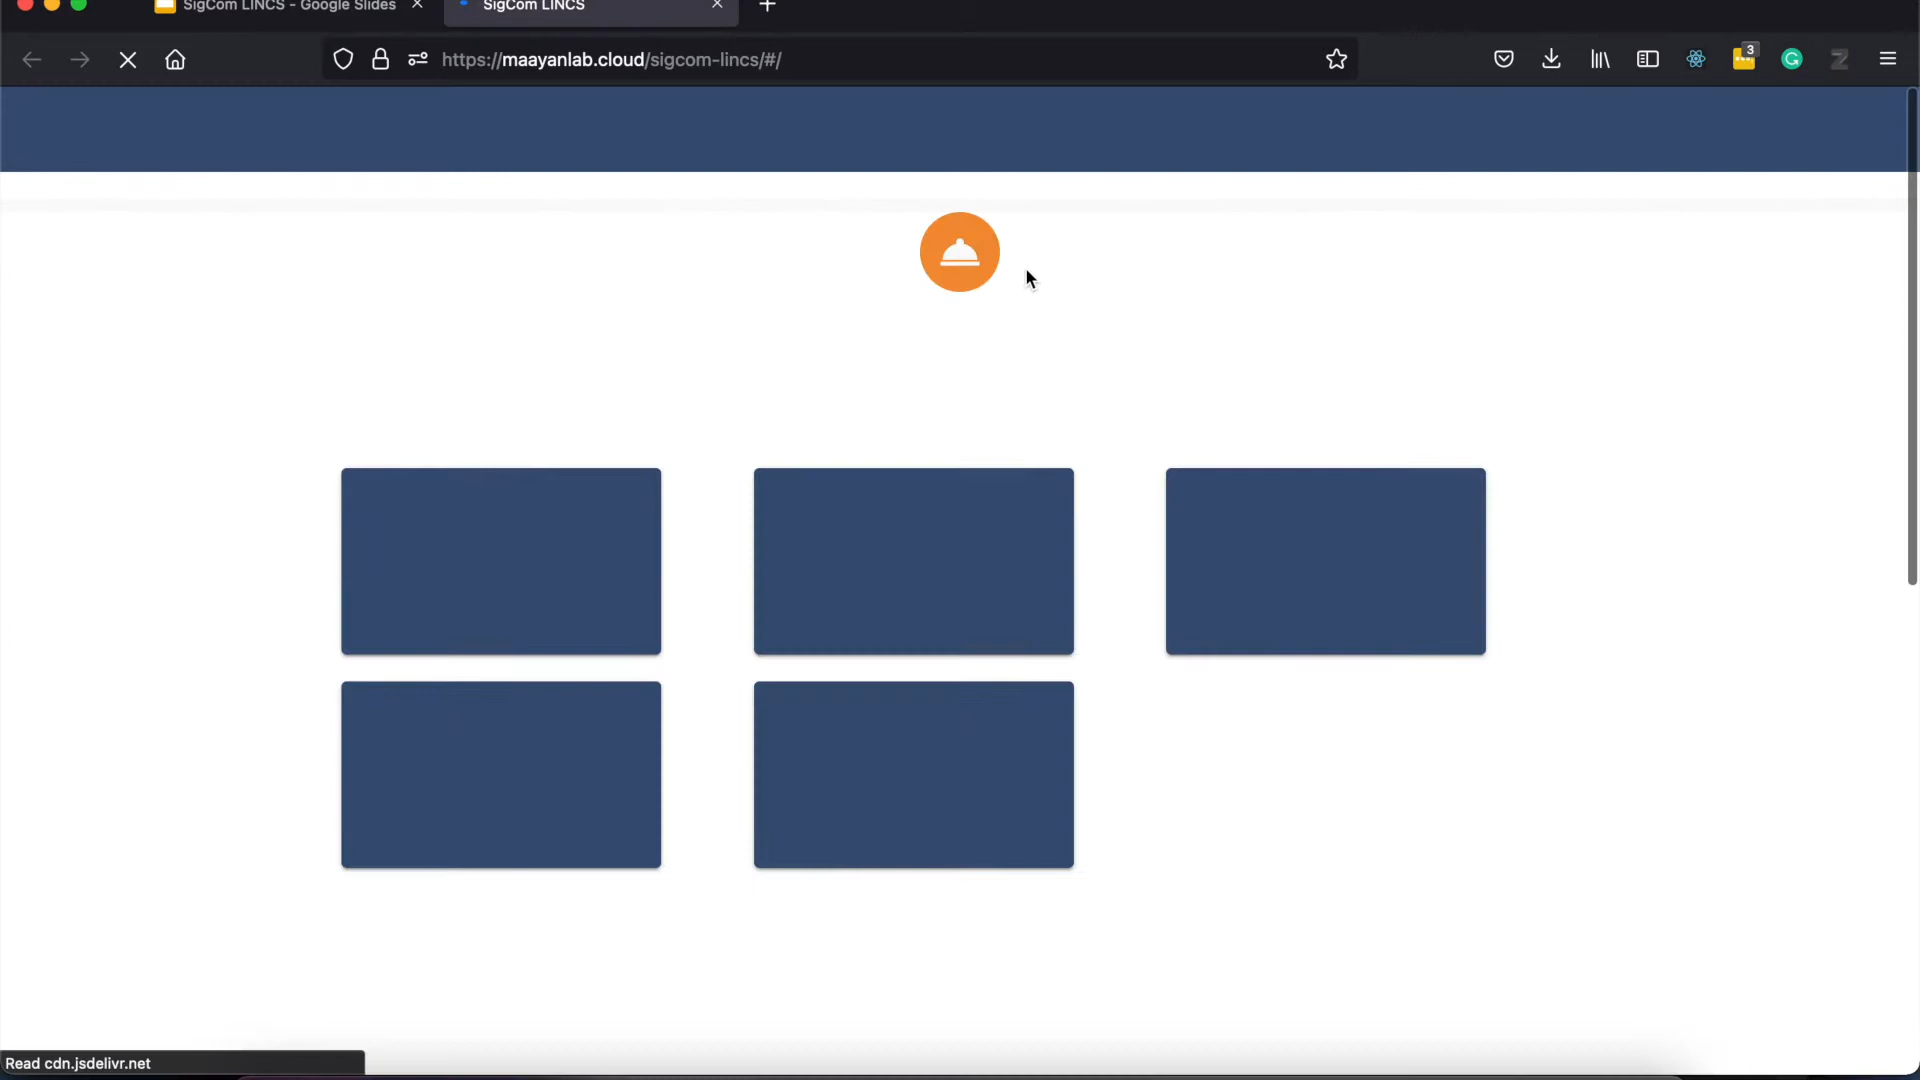 SigCom LINCS - Google Slides
SigCom LINCS
https://maayanlab.cloud/sigcom-lincs/#/
3
Read cdn.jsdelivr.net